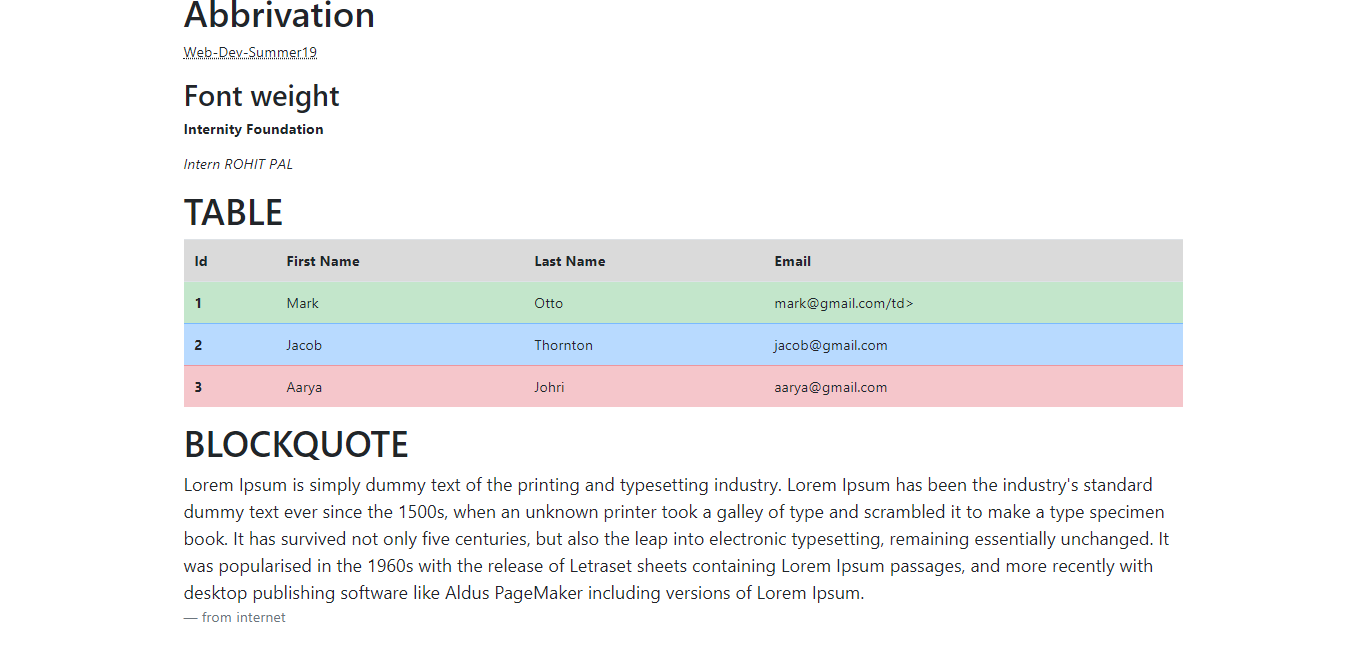 Abbrivation
Web-Dev-Summer19
Font weight
Internity Foundation
Intern ROHIT PAL
TABLE
Id First Name Last Name Email
1 Mark Otto mark@gmail.com/td>
2 Jacob Thornton jacob@gmail.com
3 Aarya Johri aarya@gmail.com
BLOCKQUOTE
Lorem Ipsum is simply dummy text of the printing and typesetting industry. Lorem Ipsum has been the industry's standard
dummy text ever since the 1500s, when an unknown printer took a galley of type and scrambled it to make a type specimen
book. It has survived not only five centuries, but also the leap into electronic typesetting, remaining essentially unchanged. It
was popularised in the 1960s with the release of Letraset sheets containing Lorem Ipsum passages, and more recently with
desktop publishing software like Aldus PageMaker including versions of Lorem Ipsum.
— from internet